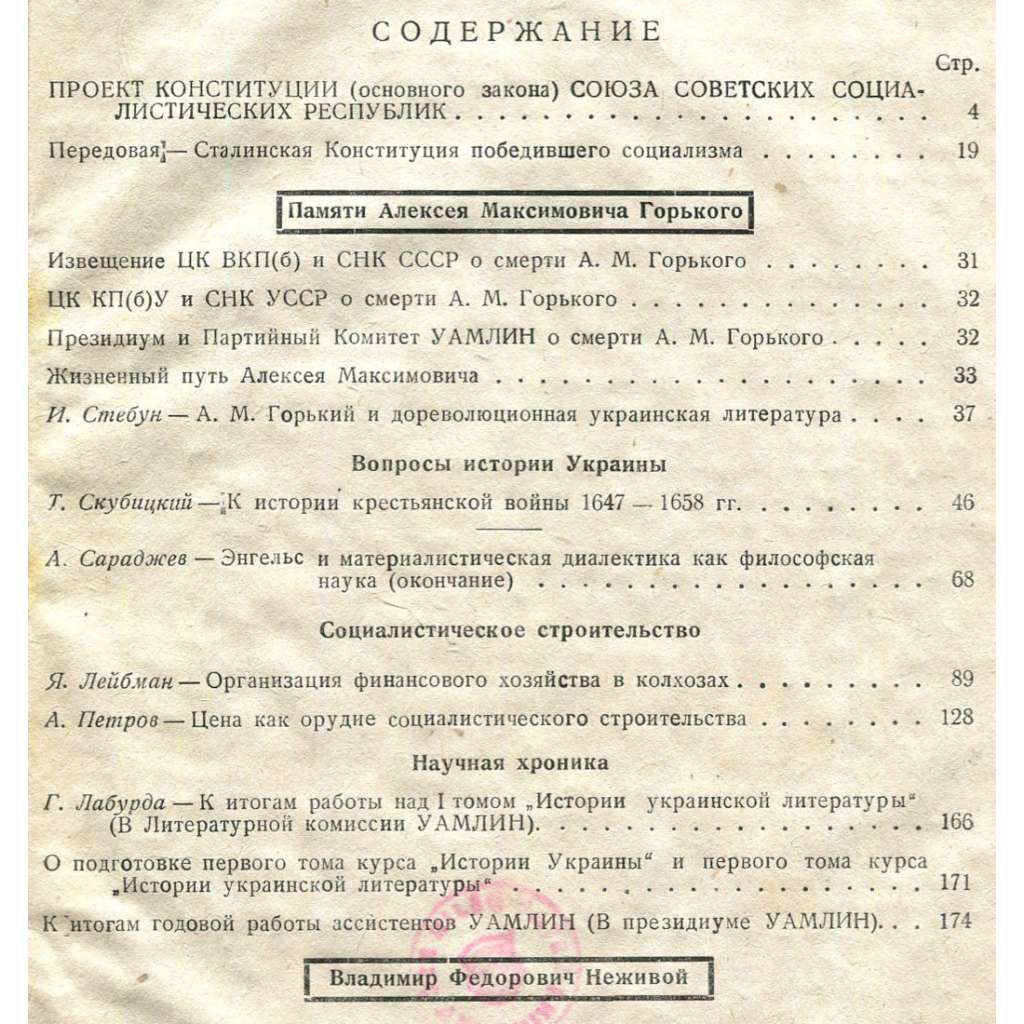 СОДЕРЖАНИЕ
Стр.
ПРОЕКТ КОНСТИТУЦИИ (основного закона) СОЮЗА СОВЕТСКИХ СОЦИА-
ЛИСТИЧЕСКИХ РЕСПУБЛИК . . . . . . . . . . . . . . . . . . . . . 4
Передовая — Сталинская Конституция победившего социализма . . . . . . . . 19
Памяти Алексея Максимовича Горького
Извещение ЦК ВКП(б) и СНК СССР о смерти А. М. Горького . . . . . . . . 31
ЦК КП(б)У и СНК УССР о смерти А. М. Горького . . . . . . . . . . . . . . 32
Президиум и Партийный Комитет УАМЛИН о смерти А. М. Горького . . . . . 32
Жизненный путь Алексея Максимовича . . . . . . . . . . . . . . . . . . . . 33
И. Стебун — А. М. Горький и дореволюционная украинская литература . . . . 37
Вопросы истории Украины
Т. Скубицкий — К истории крестьянской войны 1647 — 1658 гг. . . . . . . . . 46
А. Сараджев — Энгельс и материалистическая диалектика как философская
наука (окончание) . . . . . . . . . . . . . . . . . . 68
Социалистическое строительство
Я. Лейбман — Организация финансового хозяйства в колхозах . . . . . . . . . 89
А. Петров — Цена как орудие социалистического строительства . . . . . . . . 128
Научная хроника
Г. Лабурда — К итогам работы над I томом „Истории украинской литературы“
(В Литературной комиссии УАМЛИН). . . . . . . . . . . . . . . . . . 166
О подготовке первого тома курса „Истории Украины“ и первого тома курса
„Истории украинской литературы“ . . . . . . . . . . . . . . . . . . . 171
К итогам годовой работы ассистентов УАМЛИН (В президиуме УАМЛИН). . . 174
Владимир Федорович Неживой